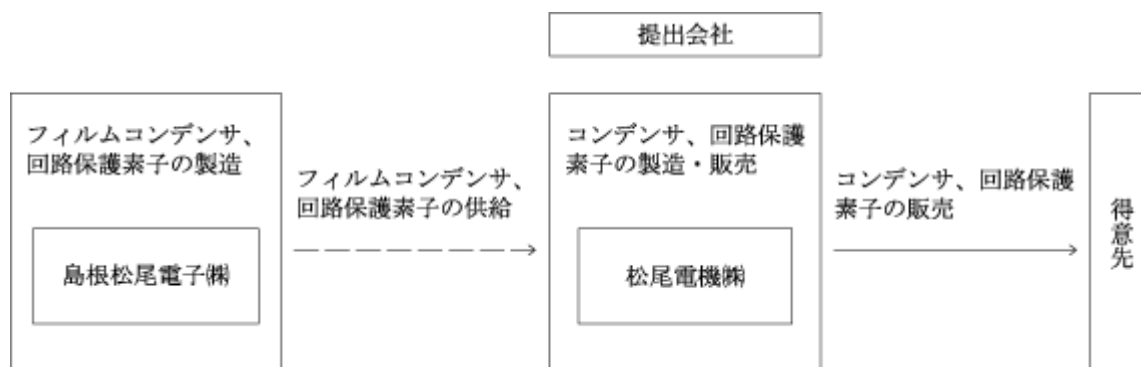 提出会社
フィルムコンデンサ、
回路保護素子の製造
島根松尾電子㈱
フィルムコンデンサ、
回路保護素子の供給
コンデンサ、回路保護
素子の製造・販売
松尾電機㈱
コンデンサ、回路保護
素子の販売
得意先